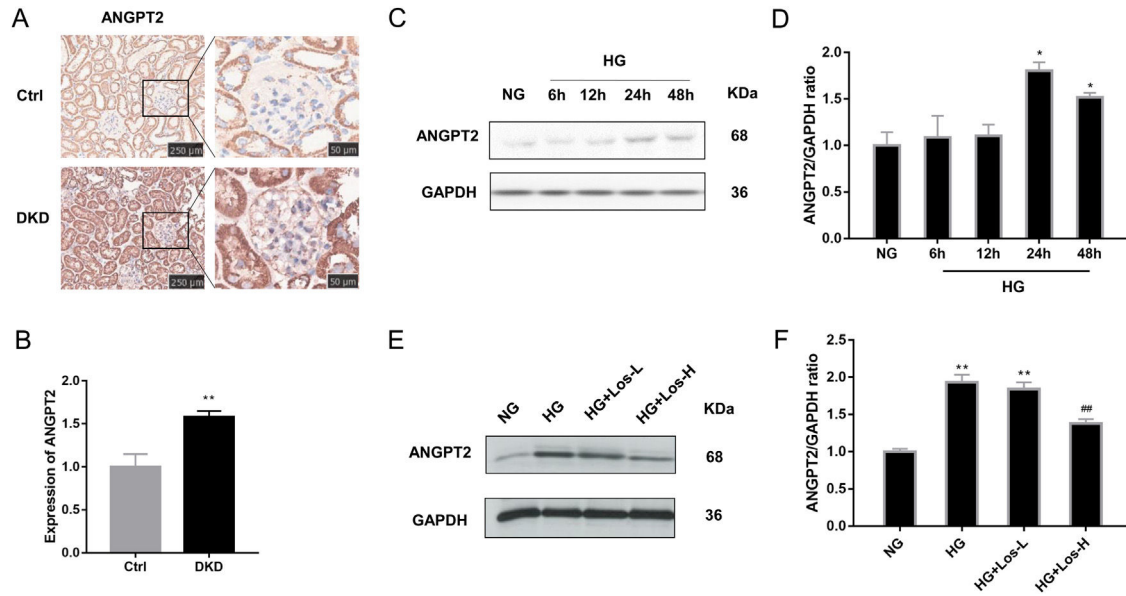 A
ANGPT2
Ctrl
250 µm
50 µm
DKD
250 µm
50 µm
B
Expression of ANGPT2
2.0
1.5
1.0
0.5
0.0
**
Ctrl
DKD
C
HG
NG 6h 12h 24h 48h KDa
ANGPT2 68
GAPDH 36
D
ANGPT2/GAPDH ratio
2.0
1.5
1.0
0.5
0.0
*
*
NG 6h 12h 24h 48h
HG
E
NG HG HG+Los-L HG+Los-H
KDa
ANGPT2 68
GAPDH 36
F
ANGPT2/GAPDH ratio
2.5
2.0
1.5
1.0
0.5
0.0
**
**
##
NG HG HG+Los-L HG+Los-H